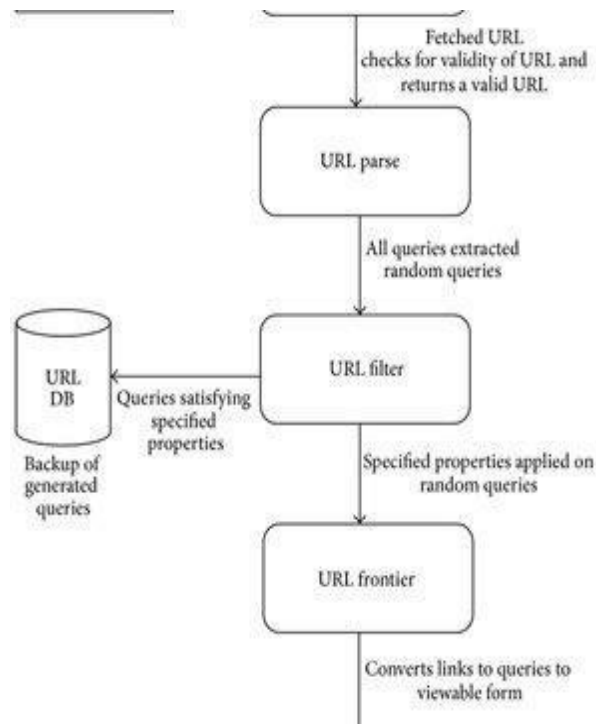 Fetched URL
checks for validity of URL and
returns a valid URL
URL parse
All queries extracted
random queries
URL filter
URL
DB
Queries satisfying
specified
properties
Backup of
generated
queries
Specified properties applied on
random queries
URL frontier
Converts links to queries to
viewable form